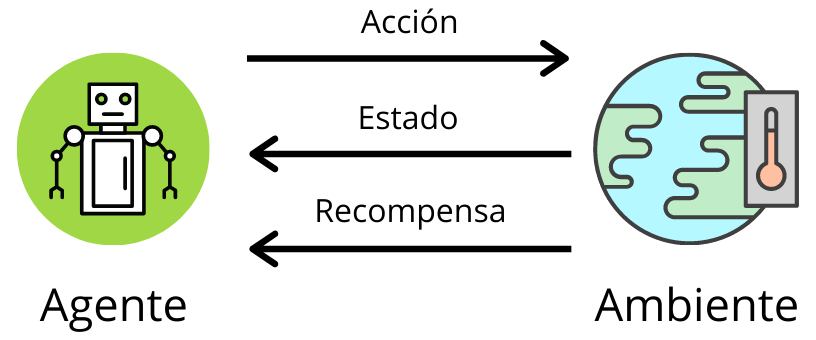 Acción
Estado
Recompensa
Agente
Ambiente